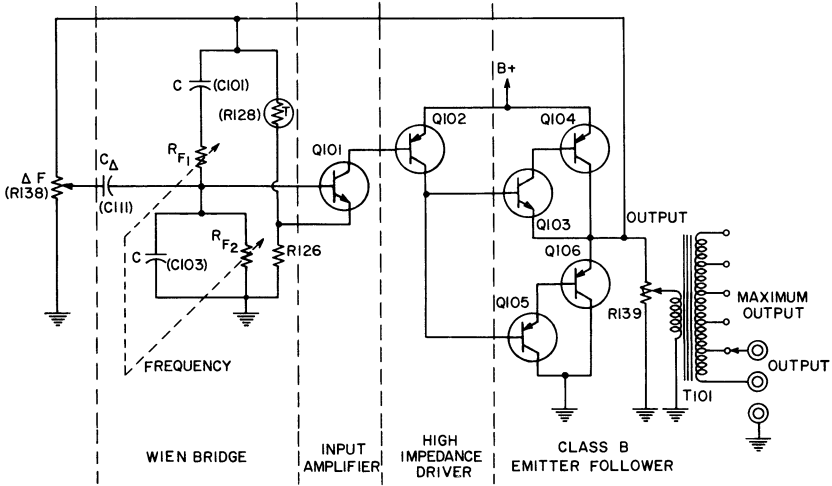 B+
C (C101)
(R128) T
Q101
Q102
Q104
RF1
ΔF
(R138)
CΔ
(C111)
Q103
OUTPUT
RF2
C (C103)
R126
Q106
Q105
R139
MAXIMUM
OUTPUT
FREQUENCY
OUTPUT
T101
WIEN BRIDGE
INPUT
AMPLIFIER
HIGH
IMPEDANCE
DRIVER
CLASS B
EMITTER FOLLOWER